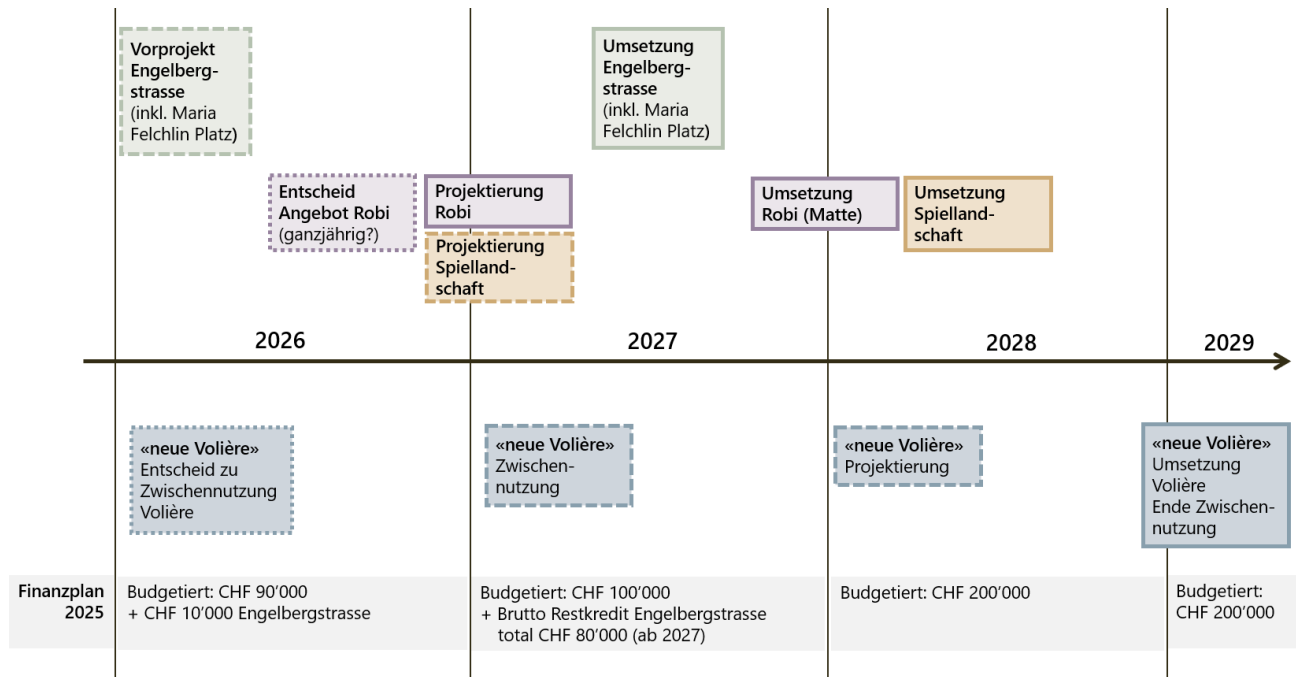 Vorprojekt
Engelberg-
strasse
(inkl. Maria
Felchlin Platz)
Umsetzung
Engelberg-
strasse
(inkl. Maria
Felchlin Platz)
Entscheid
Angebot Robi
(ganzjährig?)
Projektierung
Robi
Projektierung
Spielland-
schaft
Umsetzung
Robi (Matte)
Umsetzung
Spielland-
schaft
2026
2027
2028
2029
«neue Volière»
Entscheid zu
Zwischennutzung
Volière
«neue Volière»
Zwischen-
nutzung
«neue Volière»
Projektierung
«neue Volière»
Umsetzung
Volière
Ende Zwischen-
nutzung
Finanzplan
2025
Budgetiert: CHF 90’000
+ CHF 10’000 Engelbergstrasse
Budgetiert: CHF 100’000
+ Brutto Restkredit Engelbergstrasse
total CHF 80’000 (ab 2027)
Budgetiert: CHF 200’000
Budgetiert:
CHF 200’000